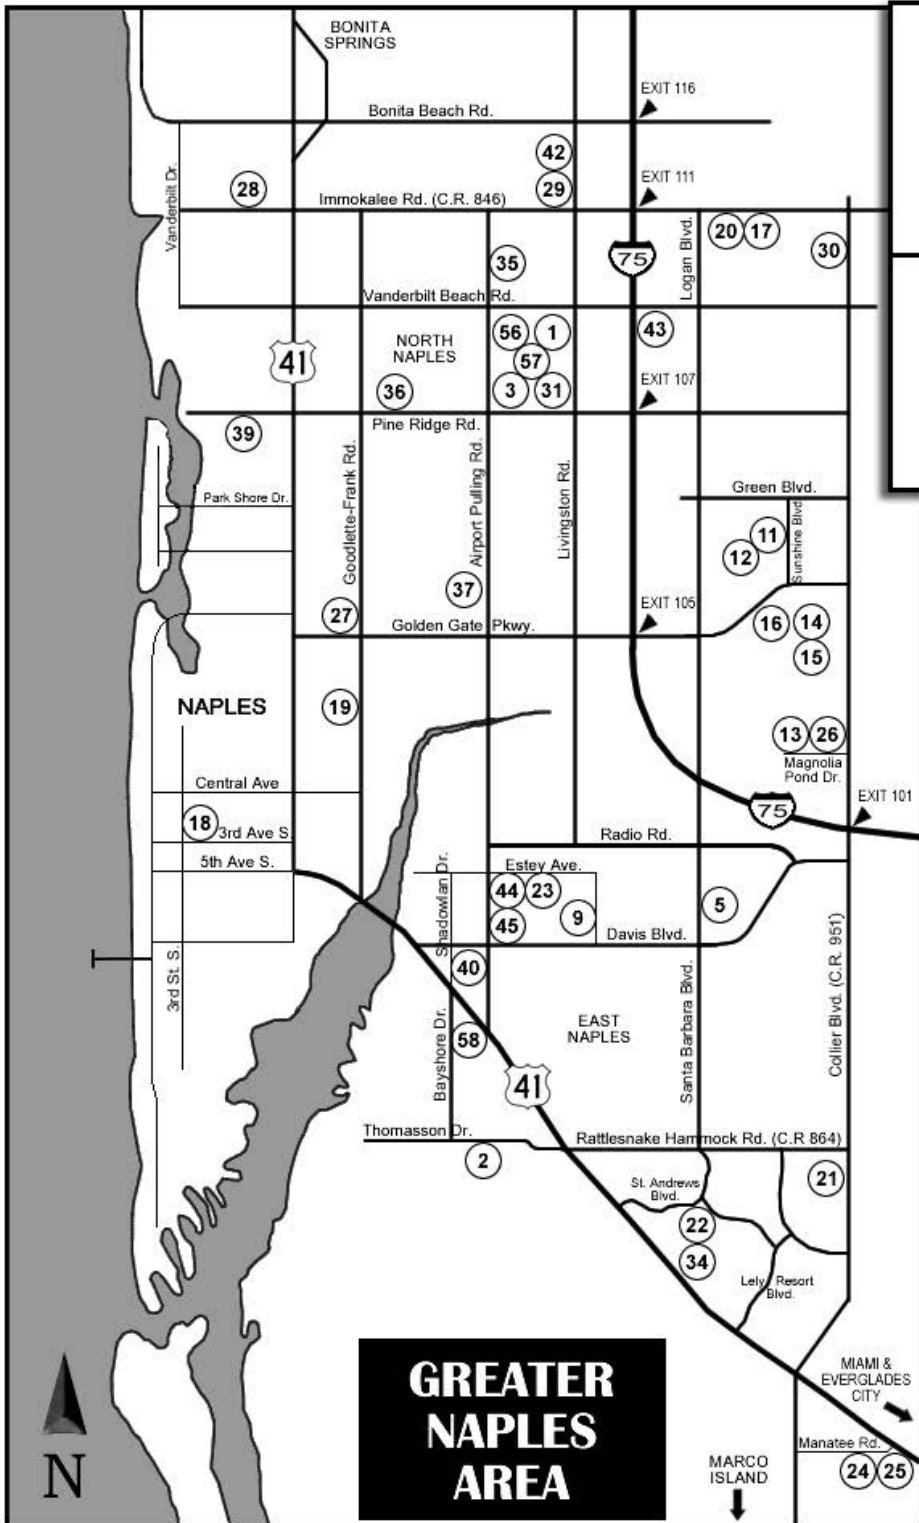 BONITA
SPRINGS
EXIT 116
Bonita Beach Rd.
42
Vanderbilt Dr.
28
29
EXIT 111
Immokalee Rd. (C.R. 846)
Logan Blvd.
20
17
30
35
75
Vanderbilt Beach Rd.
41
NORTH
NAPLES
56
1
43
57
36
3
31
EXIT 107
39
Pine Ridge Rd.
Goodlette-Frank Rd.
Airport Pulling Rd.
Livingston Rd.
Park Shore Dr.
Green Blvd.
Sunshine Blvd
11
12
37
27
Golden Gate Pkwy.
EXIT 105
16
14
15
NAPLES
19
13
26
Magnolia
Pond Dr.
Central Ave
75
EXIT 101
18
3rd Ave S.
Radio Rd.
5th Ave S.
Shadowlan Dr.
Estey Ave.
44
23
9
45
5
Davis Blvd.
3rd St. S.
40
Santa Barbara Blvd.
Collier Blvd. (C.R. 951)
Bayshore Dr.
58
EAST
NAPLES
41
Thomasson Dr.
Rattlesnake Hammock Rd. (C.R 864)
2
21
St. Andrews
Blvd.
22
34
Lely Resort
Blvd.
GREATER
NAPLES
AREA
N
MIAMI &
EVERGLADES
CITY
MARCO
ISLAND
Manatee Rd.
24
25